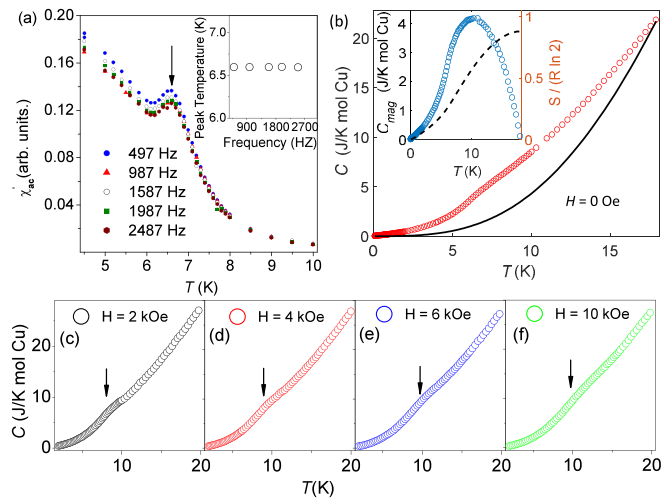 (a)
0.20
0.16
0.12
0.08
0.04
χ'ac(arb. units.)
497 Hz
987 Hz
1587 Hz
1987 Hz
2487 Hz
5 6 7 8 9 10
T (K)
Peak Temperature (K)
7.2
6.6
6.0
900 1800 2700
Frequency (HZ)
(b)
20
15
10
5
0
C (J/K mol Cu)
0 5 10 15
T (K)
H = 0 Oe
4
3
2
1
0
Cmag (J/K mol Cu)
0 10
T (K)
1
0.5
0
S / (R ln 2)
(c)
H = 2 kOe
(d)
H = 4 kOe
(e)
H = 6 kOe
(f)
H = 10 kOe
20
10
0
C (J/K mol Cu)
10 20 10 20 10 20 10 20
T(K)